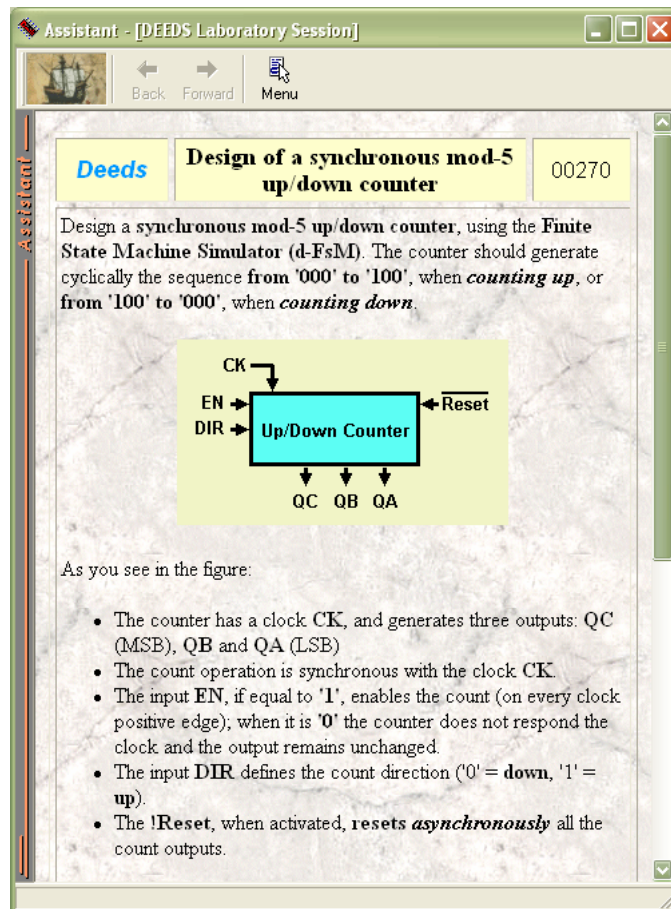 Assistant - [DEEDS Laboratory Session]
Back Forward Menu
Assistant
Deeds
Design of a synchronous mod-5
up/down counter
00270
Design a synchronous mod-5 up/down counter, using the Finite
State Machine Simulator (d-FsM). The counter should generate
cyclically the sequence from '000' to '100', when counting up, or
from '100' to '000', when counting down.
CK
EN
DIR
Up/Down Counter
Reset
QC QB QA
As you see in the figure:
• The counter has a clock CK, and generates three outputs: QC
(MSB), QB and QA (LSB)
• The count operation is synchronous with the clock CK.
• The input EN, if equal to '1', enables the count (on every clock
positive edge); when it is '0' the counter does not respond the
clock and the output remains unchanged.
• The input DIR defines the count direction ('0' = down, '1' =
up).
• The !Reset, when activated, resets asynchronously all the
count outputs.